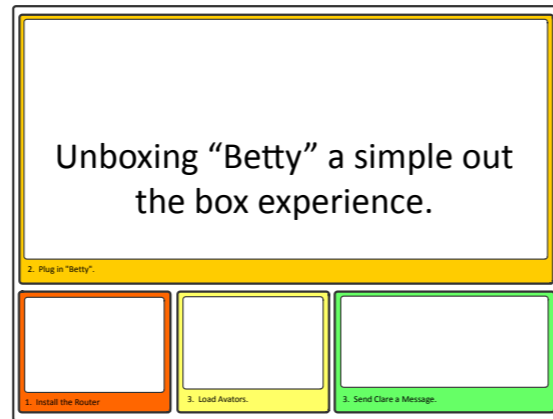 Unboxing “Betty” a simple out
the box experience.
2. Plug in "Betty".
1. Install the Router
3. Load Avators.
3. Send Clare a Message.